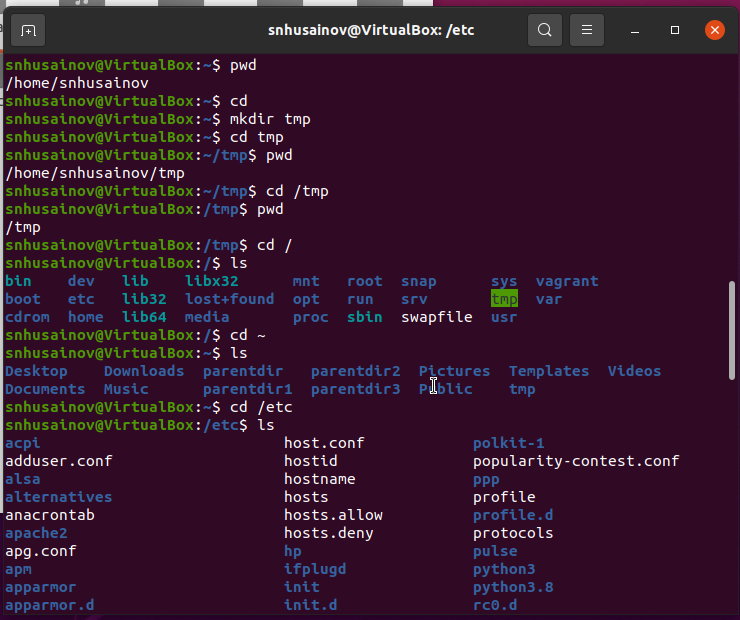 snhusainov@VirtualBox: /etc
snhusainov@VirtualBox:~$ pwd
/home/snhusainov
snhusainov@VirtualBox:~$ cd
snhusainov@VirtualBox:~$ mkdir tmp
snhusainov@VirtualBox:~$ cd tmp
snhusainov@VirtualBox:~/tmp$ pwd
/home/snhusainov/tmp
snhusainov@VirtualBox:~/tmp$ cd /tmp
snhusainov@VirtualBox:/tmp$ pwd
/tmp
snhusainov@VirtualBox:/tmp$ cd /
snhusainov@VirtualBox:/$ ls
bin dev lib libx32 mnt root snap sys vagrant
boot etc lib32 lost+found opt run srv tmp var
cdrom home lib64 media proc sbin swapfile usr
snhusainov@VirtualBox:/$ cd ~
snhusainov@VirtualBox:~$ ls
Desktop Downloads parentdir parentdir2 Pictures Templates Videos
Documents Music parentdir1 parentdir3 Public tmp
snhusainov@VirtualBox:~$ cd /etc
snhusainov@VirtualBox:/etc$ ls
acpi host.conf polkit-1
adduser.conf hostid popularity-contest.conf
alsa hostname ppp
alternatives hosts profile
anacrontab hosts.allow profile.d
apache2 hosts.deny protocols
apg.conf hp pulse
apm ifplugd python3
apparmor init python3.8
apparmor.d init.d rc0.d